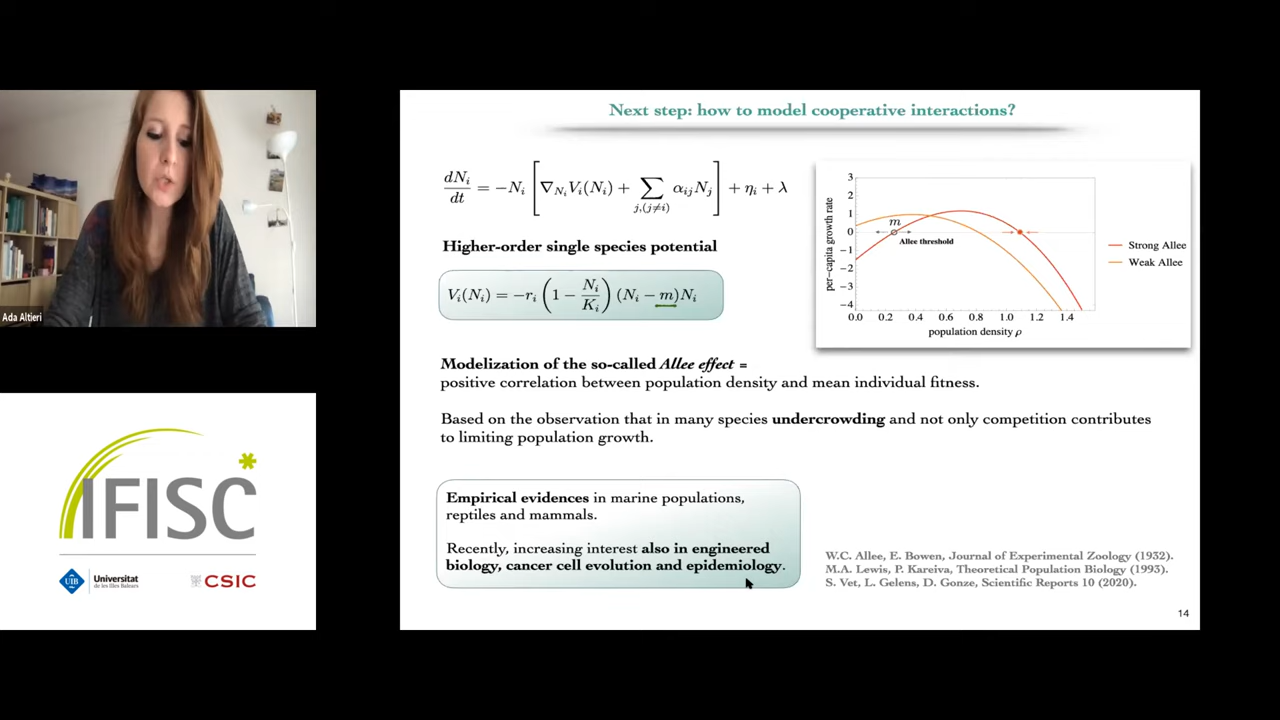 Next step: how to model cooperative interactions?
dN_i/dt = −N_i [∇_{N_i}V_i(N_i) + ∑_{j,(j≠i)} α_{ij}N_j] + η_i + λ
Higher-order single species potential
V_i(N_i) = −r_i (1 − N_i/K_i) (N_i − m)N_i
3
2
1
0
−1
−2
−3
−4
per-capita growth rate
m
Allee threshold
0.0 0.2 0.4 0.6 0.8 1.0 1.2 1.4
population density ρ
Strong Allee
Weak Allee
Ada Altieri
Modelization of the so-called Allee effect =
positive correlation between population density and mean individual fitness.
Based on the observation that in many species undercrowding and not only competition contributes
to limiting population growth.
Empirical evidences in marine populations,
reptiles and mammals.
Recently, increasing interest also in engineered
biology, cancer cell evolution and epidemiology.
W.C. Allee, E. Bowen, Journal of Experimental Zoology (1932).
M.A. Lewis, P. Kareiva, Theoretical Population Biology (1993).
S. Vet, L. Gelens, D. Gonze, Scientific Reports 10 (2020).
14
IFISC
UIB
Universitat
de les Illes Balears
CSIC